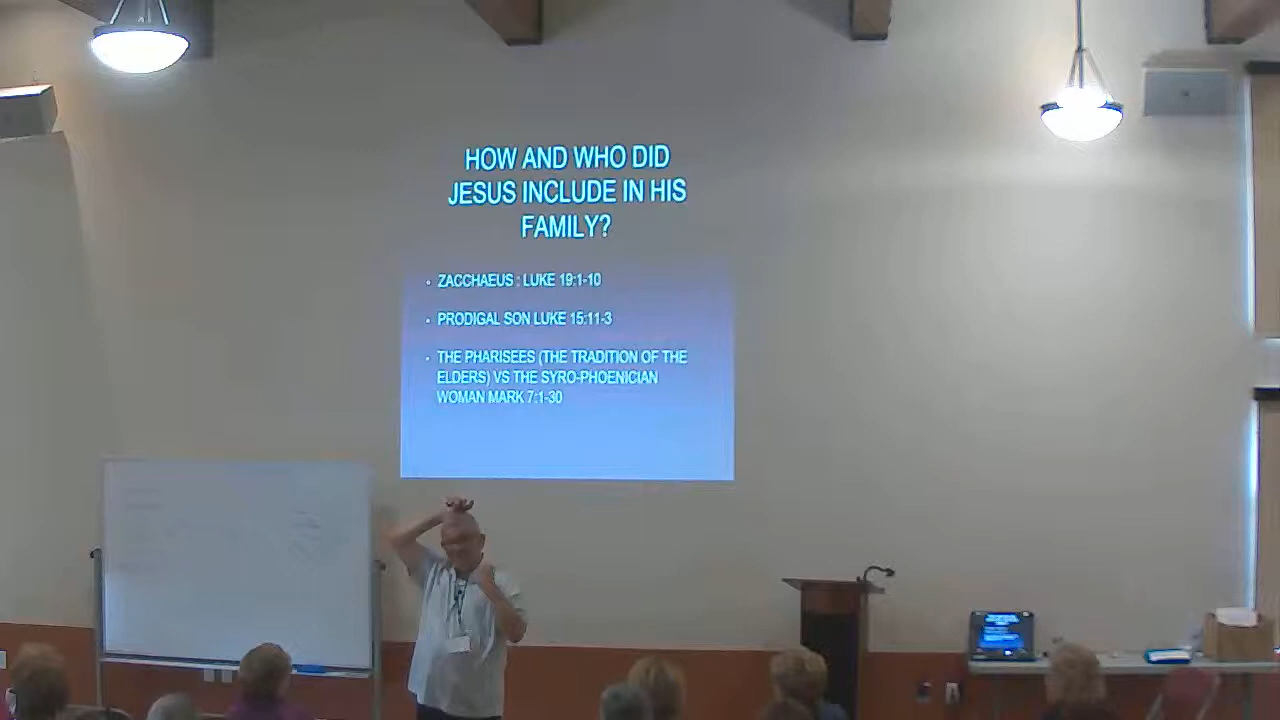 HOW AND WHO DID
JESUS INCLUDE IN HIS
FAMILY?
• ZACCHAEUS : LUKE 19:1-10
• PRODIGAL SON LUKE 15:11-3
• THE PHARISEES (THE TRADITION OF THE
ELDERS) VS THE SYRO-PHOENICIAN
WOMAN MARK 7:1-30